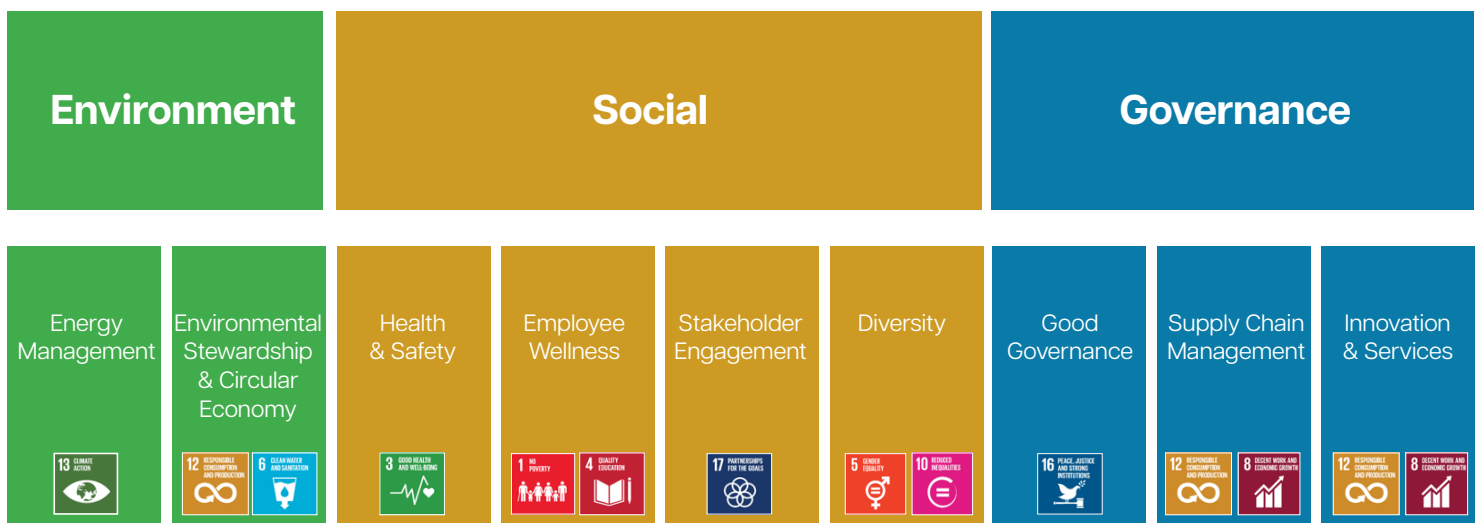 Environment
Social
Governance
Energy
Management
Environmental
Stewardship
& Circular
Economy
Health
& Safety
Employee
Wellness
Stakeholder
Engagement
Diversity
Good
Governance
Supply Chain
Management
Innovation
& Services
13 CLIMATE
ACTION
12 RESPONSIBLE
CONSUMPTION
AND PRODUCTION
6 CLEAN WATER
AND SANITATION
3 GOOD HEALTH
AND WELL-BEING
1 NO
POVERTY
4 QUALITY
EDUCATION
17 PARTNERSHIPS
FOR THE GOALS
5 GENDER
EQUALITY
10 REDUCED
INEQUALITIES
16 PEACE, JUSTICE
AND STRONG
INSTITUTIONS
12 RESPONSIBLE
CONSUMPTION
AND PRODUCTION
8 DECENT WORK AND
ECONOMIC GROWTH
12 RESPONSIBLE
CONSUMPTION
AND PRODUCTION
8 DECENT WORK AND
ECONOMIC GROWTH